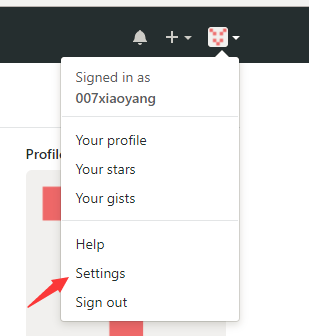 Signed in as
007xiaoyang
Your profile
Your stars
Your gists
Profile
Help
Settings
Sign out